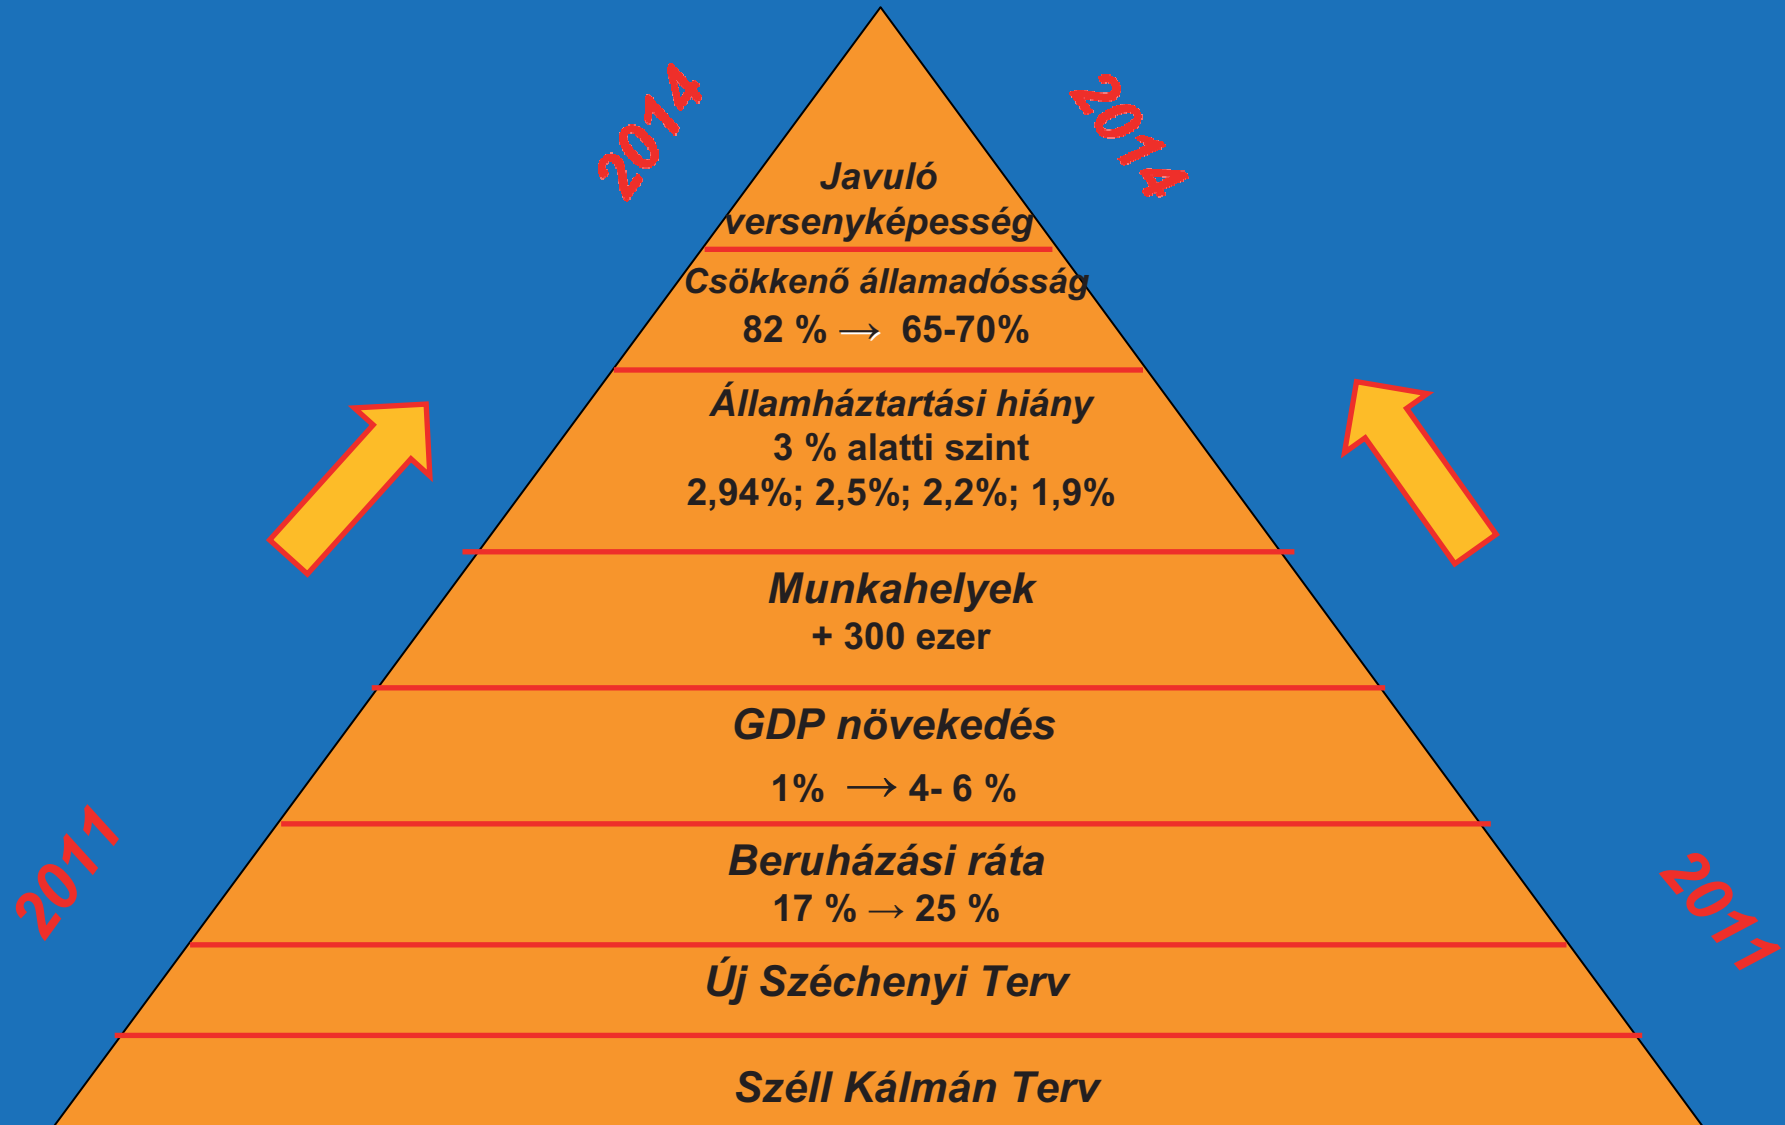 2014
2014
Javuló
versenyképesség
Csökkenő államadósság
82 % → 65-70%
Államháztartási hiány
3 % alatti szint
2,94%; 2,5%; 2,2%; 1,9%
Munkahelyek
+ 300 ezer
GDP növekedés
1% → 4- 6 %
2011
Beruházási ráta
17 % → 25 %
2011
Új Széchenyi Terv
Széll Kálmán Terv